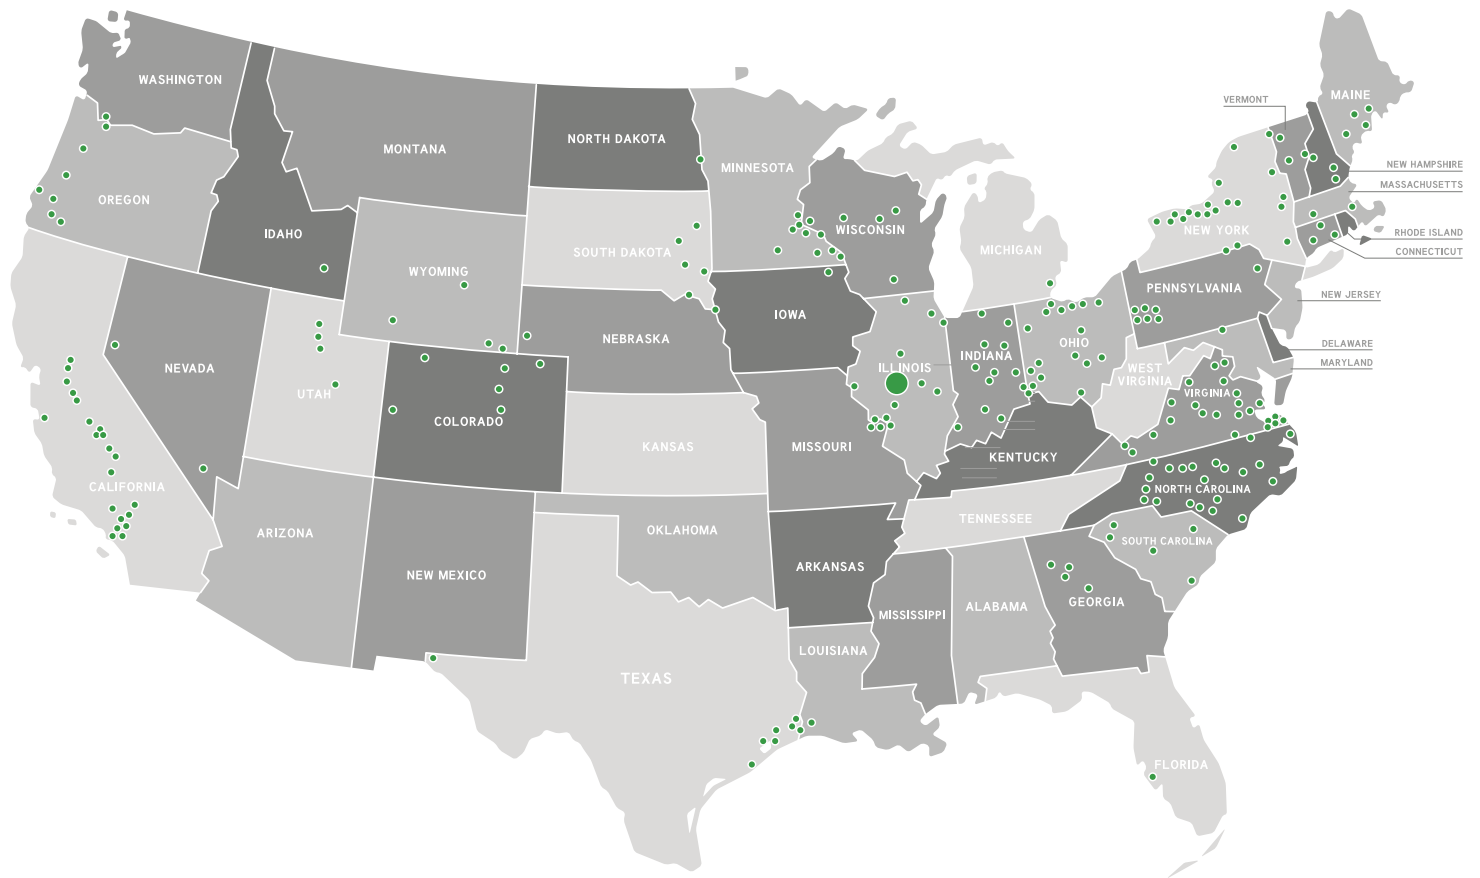 WASHINGTON
MAINE
VERMONT
NORTH DAKOTA
MONTANA
MINNESOTA
NEW HAMPSHIRE
MASSACHUSETTS
OREGON
IDAHO
WISCONSIN
NEW YORK
RHODE ISLAND
SOUTH DAKOTA
MICHIGAN
CONNECTICUT
WYOMING
PENNSYLVANIA
NEW JERSEY
IOWA
NEBRASKA
OHIO
DELAWARE
INDIANA
MARYLAND
NEVADA
ILLINOIS
WEST
VIRGINIA
UTAH
VIRGINIA
COLORADO
KANSAS
MISSOURI
KENTUCKY
CALIFORNIA
NORTH CAROLINA
TENNESSEE
ARIZONA
OKLAHOMA
SOUTH CAROLINA
NEW MEXICO
ARKANSAS
GEORGIA
ALABAMA
MISSISSIPPI
LOUISIANA
TEXAS
FLORIDA